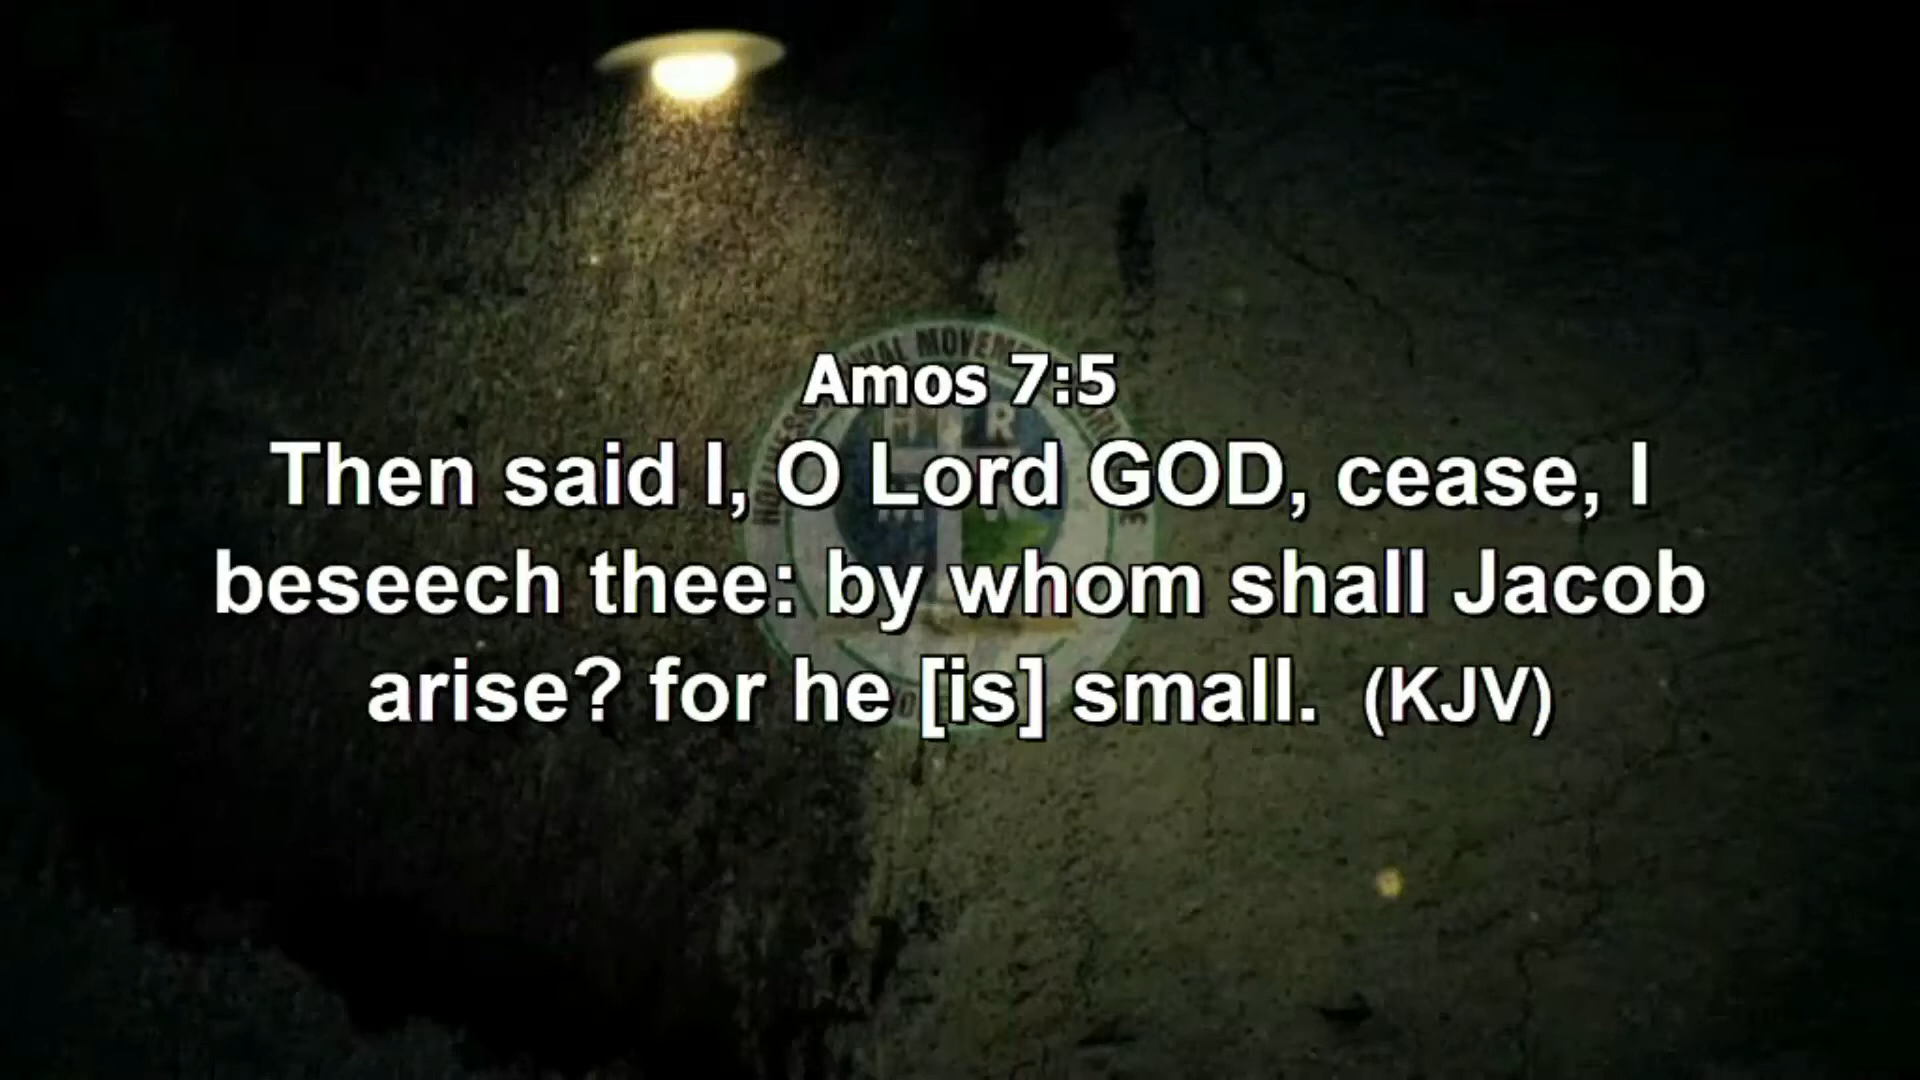 Amos 7:5
Then said I, O Lord GOD, cease, I
beseech thee: by whom shall Jacob
arise? for he [is] small. (KJV)